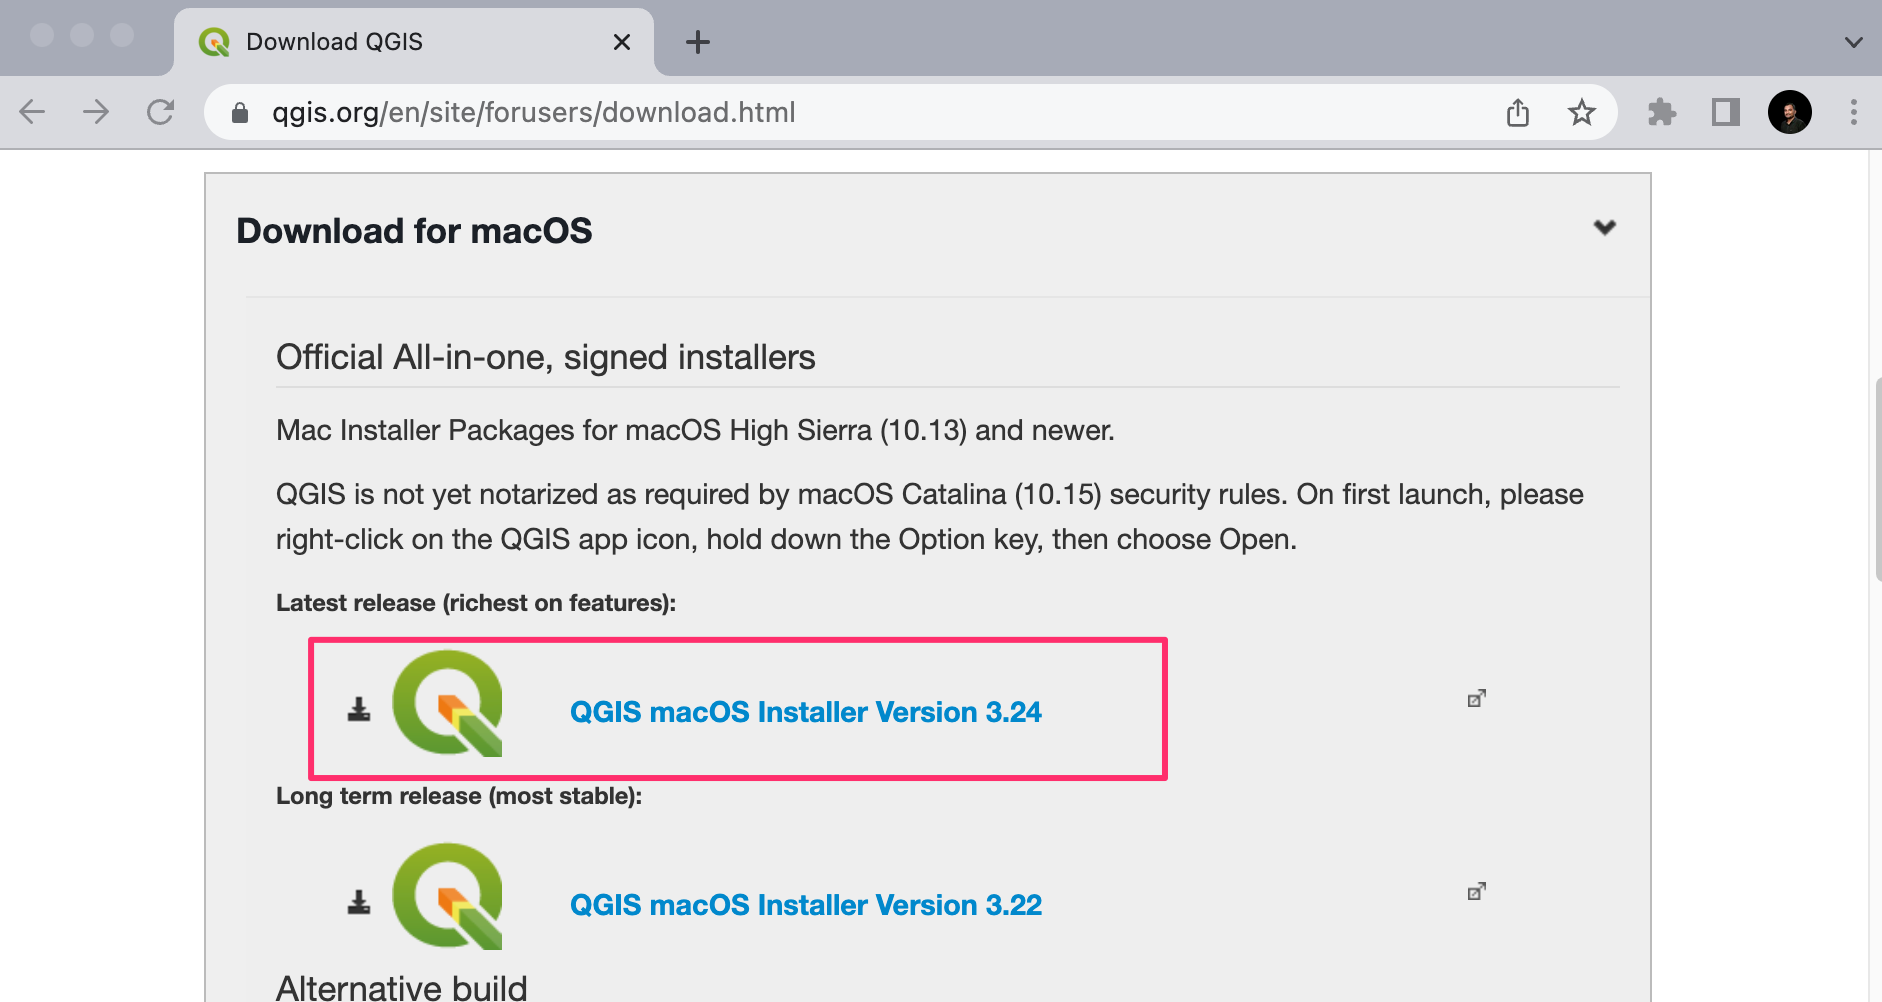 Download QGIS
qgis.org/en/site/forusers/download.html
Download for macOS
Official All-in-one, signed installers
Mac Installer Packages for macOS High Sierra (10.13) and newer.
QGIS is not yet notarized as required by macOS Catalina (10.15) security rules. On first launch, please
right-click on the QGIS app icon, hold down the Option key, then choose Open.
Latest release (richest on features):
QGIS macOS Installer Version 3.24
Long term release (most stable):
QGIS macOS Installer Version 3.22
Alternative build